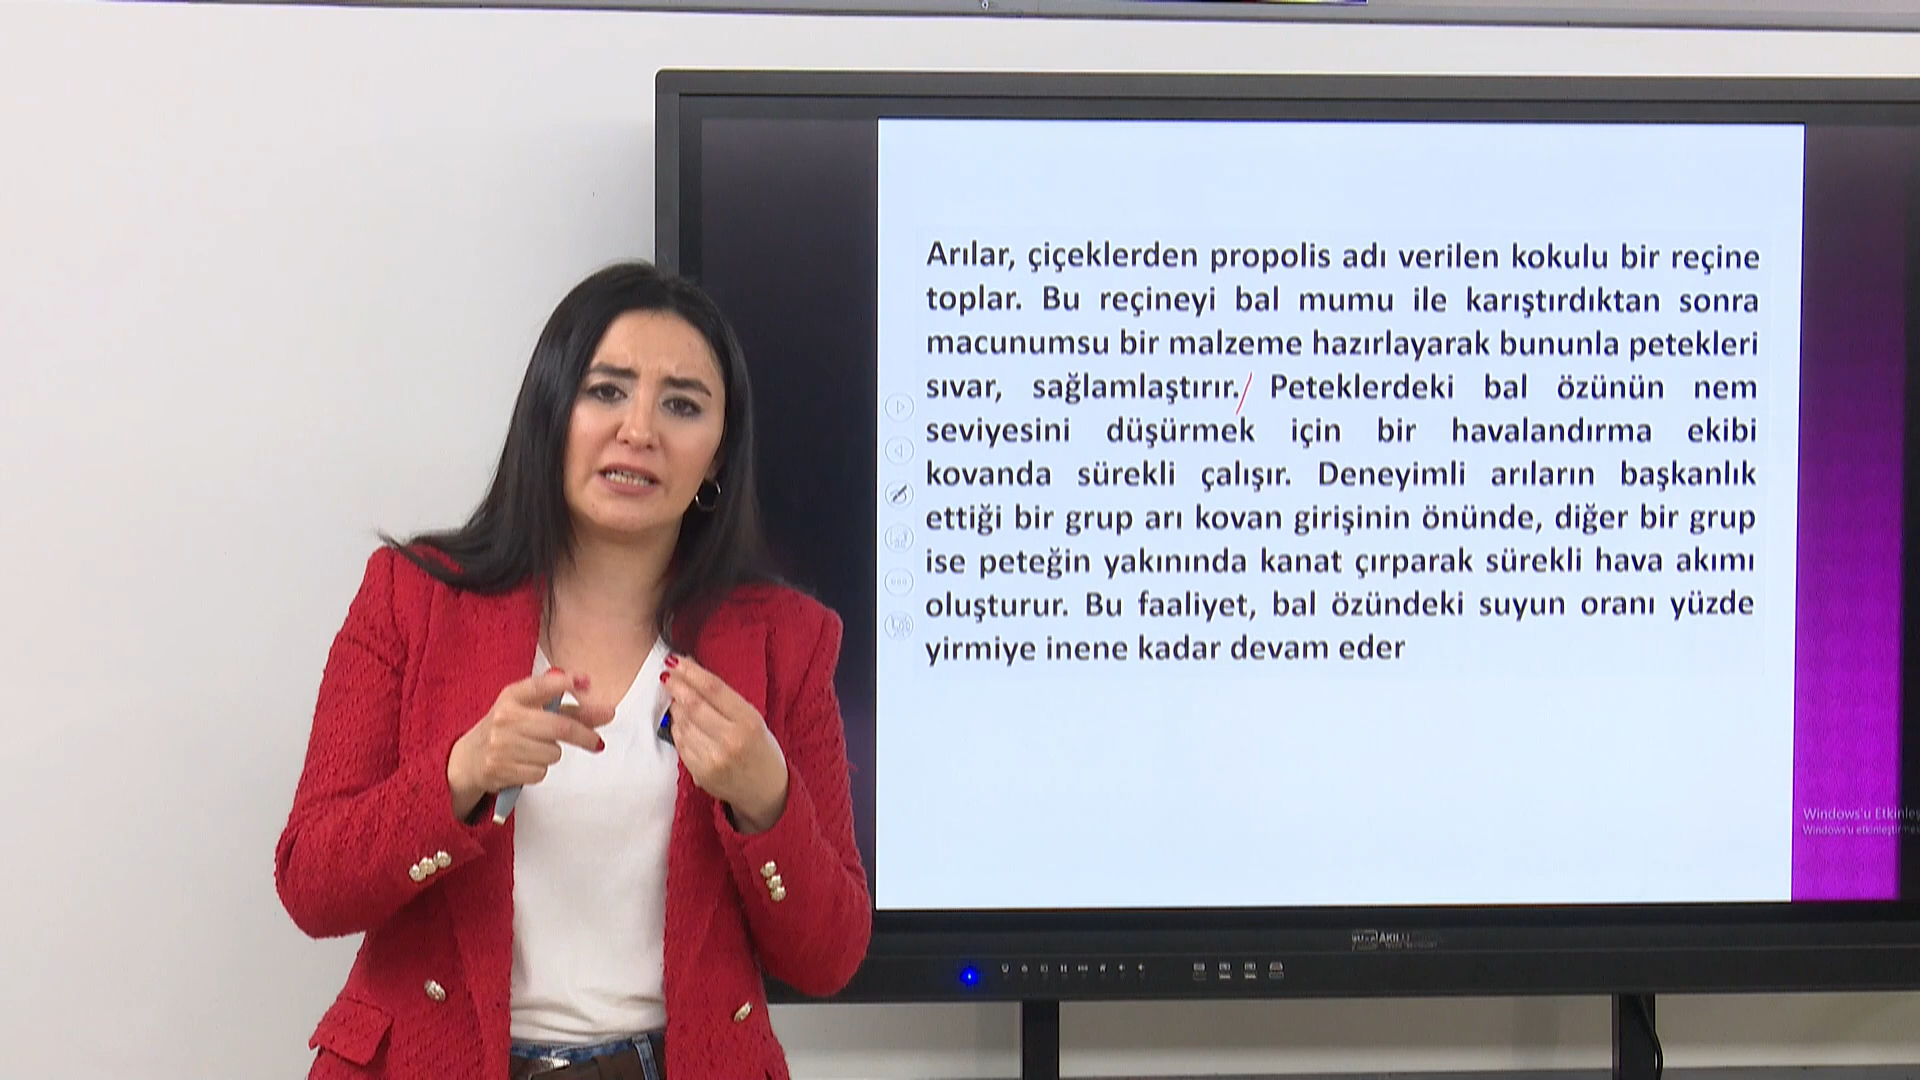 Arılar, çiçeklerden propolis adı verilen kokulu bir reçine
toplar. Bu reçineyi bal mumu ile karıştırdıktan sonra
macunumsu bir malzeme hazırlayarak bununla petekleri
sıvar, sağlamlaştırır. Peteklerdeki bal özünün nem
seviyesini düşürmek için bir havalandırma ekibi
kovanda sürekli çalışır. Deneyimli arıların başkanlık
ettiği bir grup arı kovan girişinin önünde, diğer bir grup
ise peteğin yakınında kanat çırparak sürekli hava akımı
oluşturur. Bu faaliyet, bal özündeki suyun oranı yüzde
yirmiye inene kadar devam eder
Windows'u Etkinleş
Windows'u etkinleştir
AKILLI